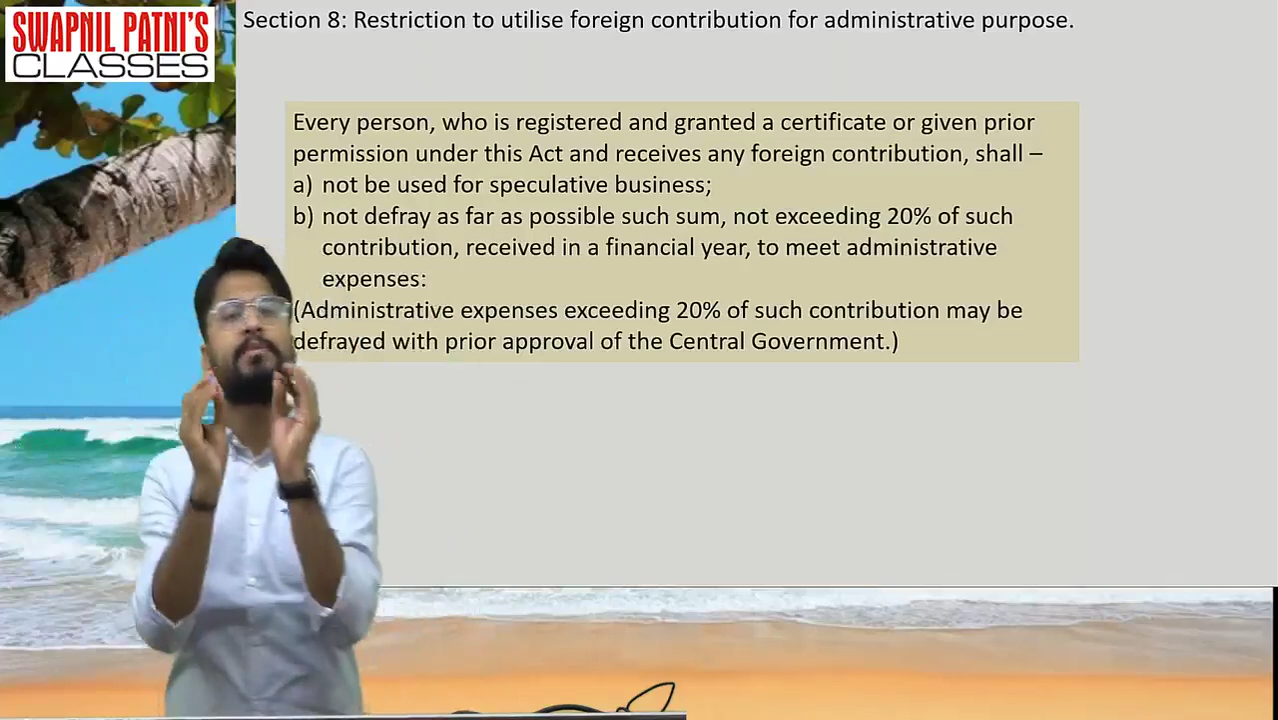 SWAPNIL PATNI'S
CLASSES
Section 8: Restriction to utilise foreign contribution for administrative purpose.
Every person, who is registered and granted a certificate or given prior
permission under this Act and receives any foreign contribution, shall –
a) not be used for speculative business;
b) not defray as far as possible such sum, not exceeding 20% of such
contribution, received in a financial year, to meet administrative
expenses:
(Administrative expenses exceeding 20% of such contribution may be
defrayed with prior approval of the Central Government.)